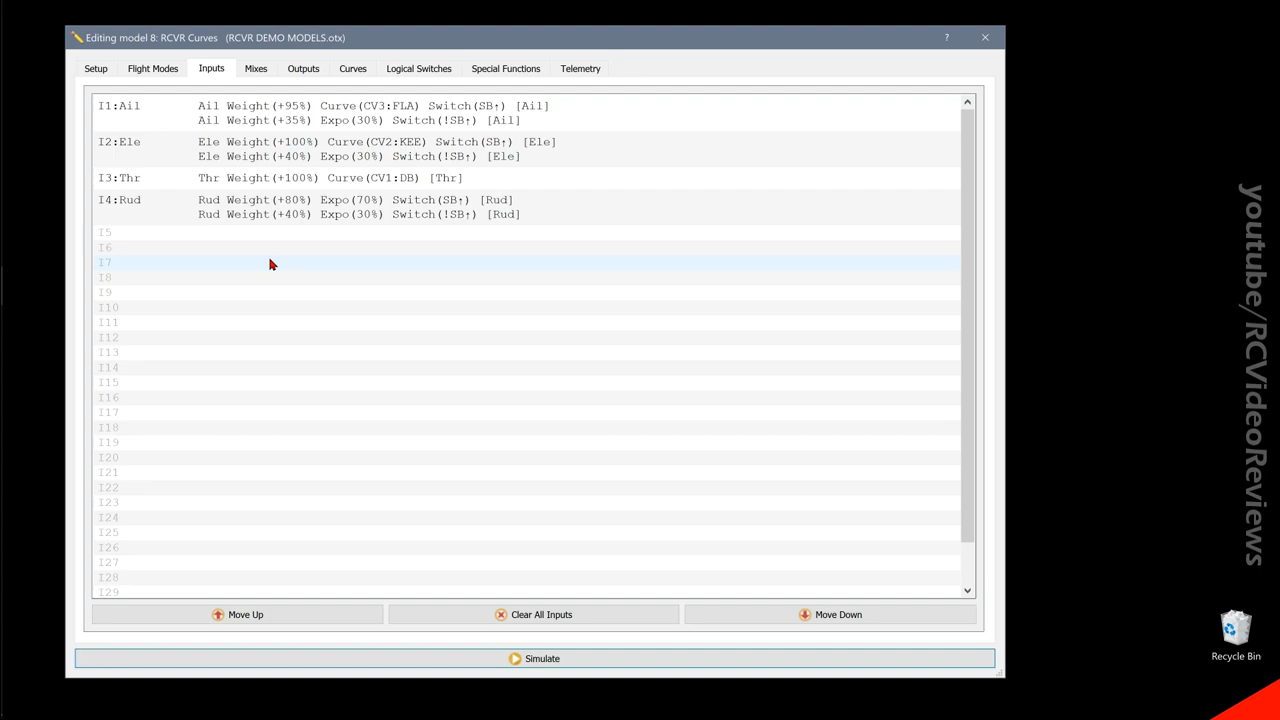 Editing model 8: RCVR Curves (RCVR DEMO MODELS.otx)
?
Setup Flight Modes Inputs Mixes Outputs Curves Logical Switches Special Functions Telemetry
I1:Ail Ail Weight(+95%) Curve(CV3:FLA) Switch(SB↑) [Ail]
Ail Weight(+35%) Expo(30%) Switch(!SB↑) [Ail]
I2:Ele Ele Weight(+100%) Curve(CV2:KEE) Switch(SB↑) [Ele]
Ele Weight(+40%) Expo(30%) Switch(!SB↑) [Ele]
I3:Thr Thr Weight(+100%) Curve(CV1:DB) [Thr]
I4:Rud Rud Weight(+80%) Expo(70%) Switch(SB↑) [Rud]
Rud Weight(+40%) Expo(30%) Switch(!SB↑) [Rud]
I5
I6
I7
I8
I9
I10
I11
I12
I13
I14
I15
I16
I17
I18
I19
I20
I21
I22
I23
I24
I25
I26
I27
I28
I29
Move Up Clear All Inputs Move Down
Simulate
youtube/RCVideoReviews
Recycle Bin